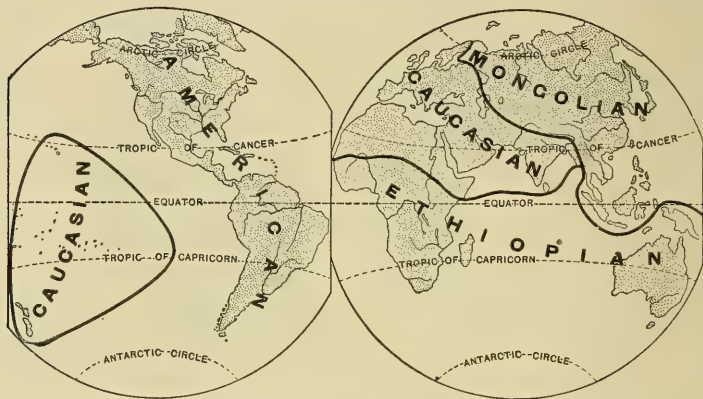 ARCTIC CIRCLE
AMERICAN
TROPIC OF CANCER
EQUATOR
CAUCASIAN
TROPIC OF CAPRICORN
ANTARCTIC CIRCLE
ARCTIC CIRCLE
MONGOLIAN
CAUCASIAN
TROPIC OF CANCER
ETHIOPIAN
EQUATOR
TROPIC OF CAPRICORN
ANTARCTIC CIRCLE